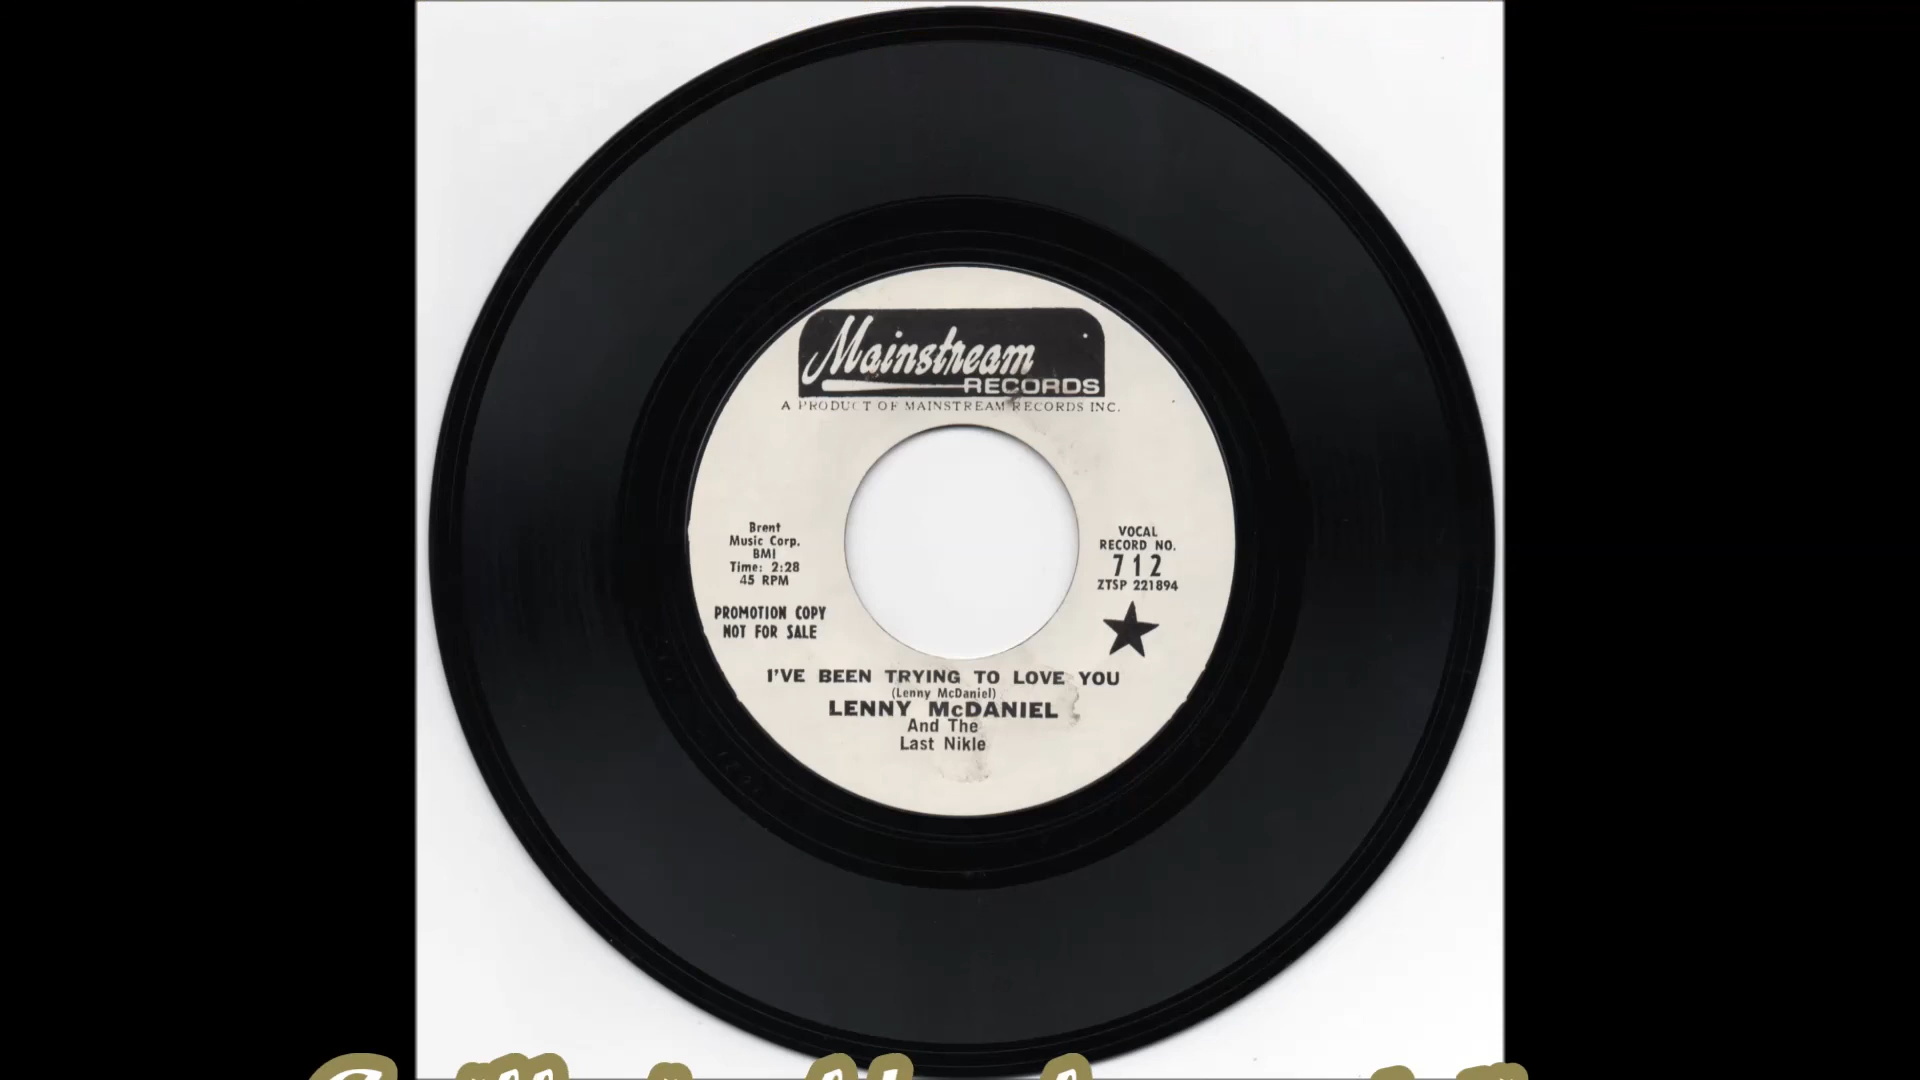 Mainstream
RECORDS
A PRODUCT OF MAINSTREAM RECORDS INC.
Brent
Music Corp.
BMI
Time: 2:28
45 RPM
PROMOTION COPY
NOT FOR SALE
VOCAL
RECORD NO.
712
ZTSP 221894
I'VE BEEN TRYING TO LOVE YOU
(Lenny McDaniel)
LENNY McDANIEL
And The
Last Nikle